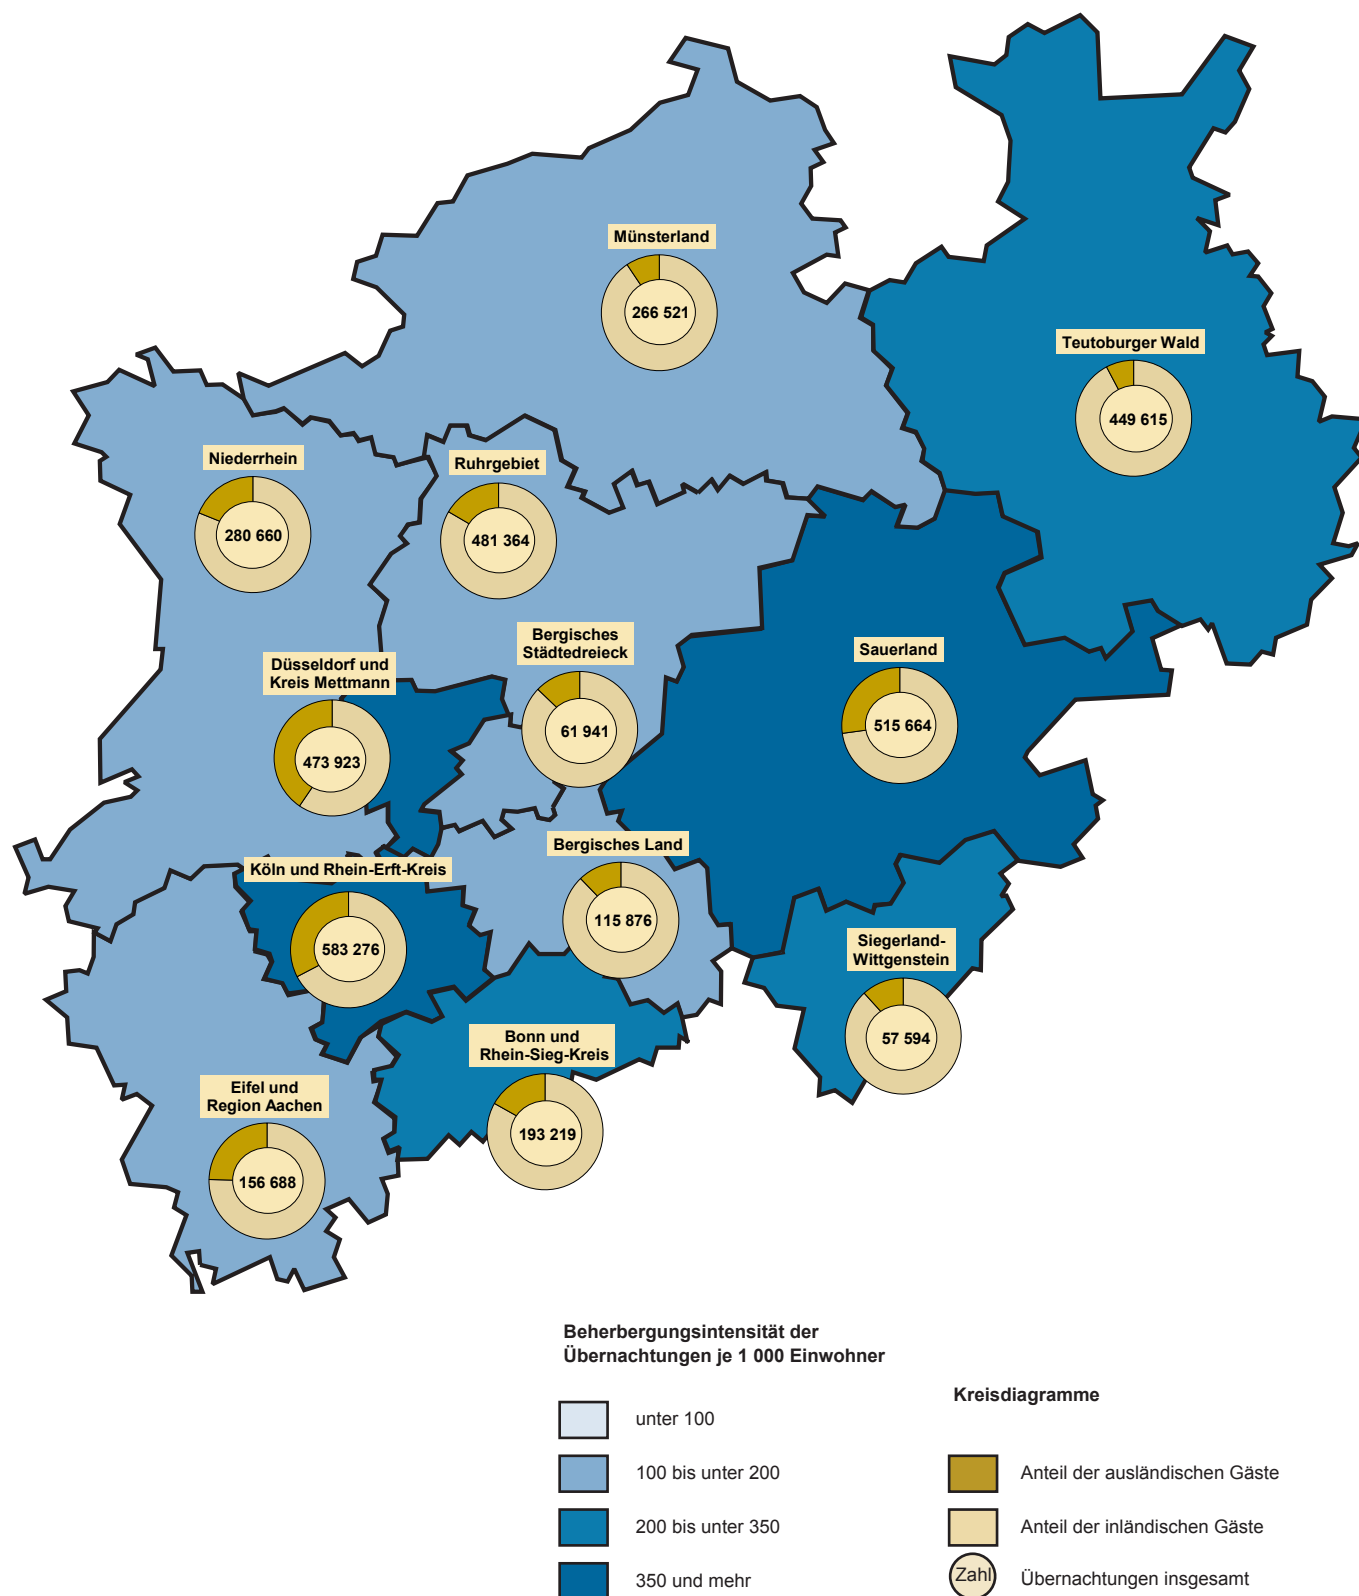 Münsterland
266 521
Teutoburger Wald
449 615
Niederrhein
280 660
Ruhrgebiet
481 364
Bergisches
Städtedreieck
61 941
Sauerland
515 664
Düsseldorf und
Kreis Mettmann
473 923
Bergisches Land
115 876
Köln und Rhein-Erft-Kreis
583 276
Siegerland-
Wittgenstein
57 594
Bonn und
Rhein-Sieg-Kreis
193 219
Eifel und
Region Aachen
156 688
Beherbergungsintensität der
Übernachtungen je 1 000 Einwohner
unter 100
100 bis unter 200
200 bis unter 350
350 und mehr
Kreisdiagramme
Anteil der ausländischen Gäste
Anteil der inländischen Gäste
Zahl Übernachtungen insgesamt